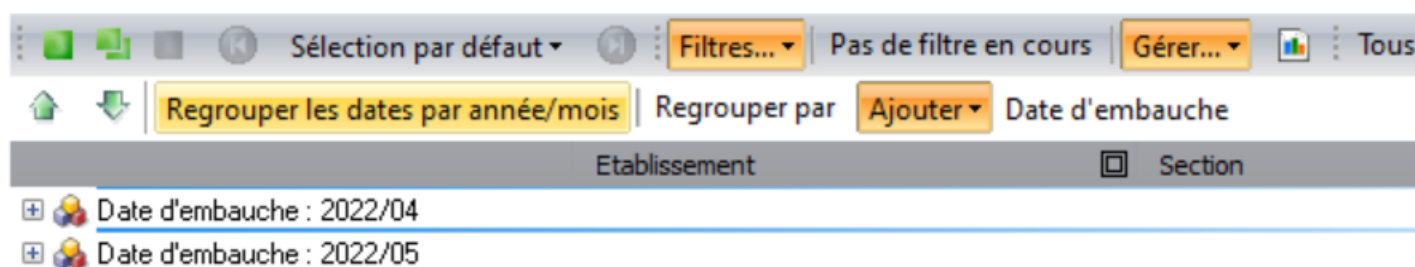 Sélection par défaut Filtres... Pas de filtre en cours Gérer... Tous
Regrouper les dates par année/mois Regrouper par Ajouter Date d'embauche
Etablissement Section
Date d'embauche : 2022/04
Date d'embauche : 2022/05